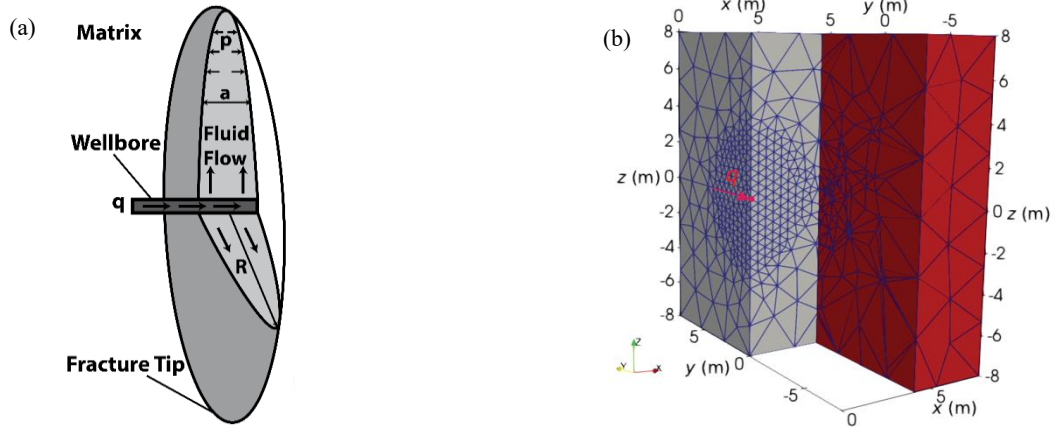 (a)
Matrix
p
a
Wellbore
Fluid
Flow
q
R
Fracture Tip
(b)
0 x (m) 5 5 y (m) 0 -5
8
6
4
2
z (m) 0
-2
-4
-6
-8
q
8
6
4
2
0 z (m)
-2
-4
-6
-8
5
y (m) 0
-5
0
5
x (m)
Z
Y
X